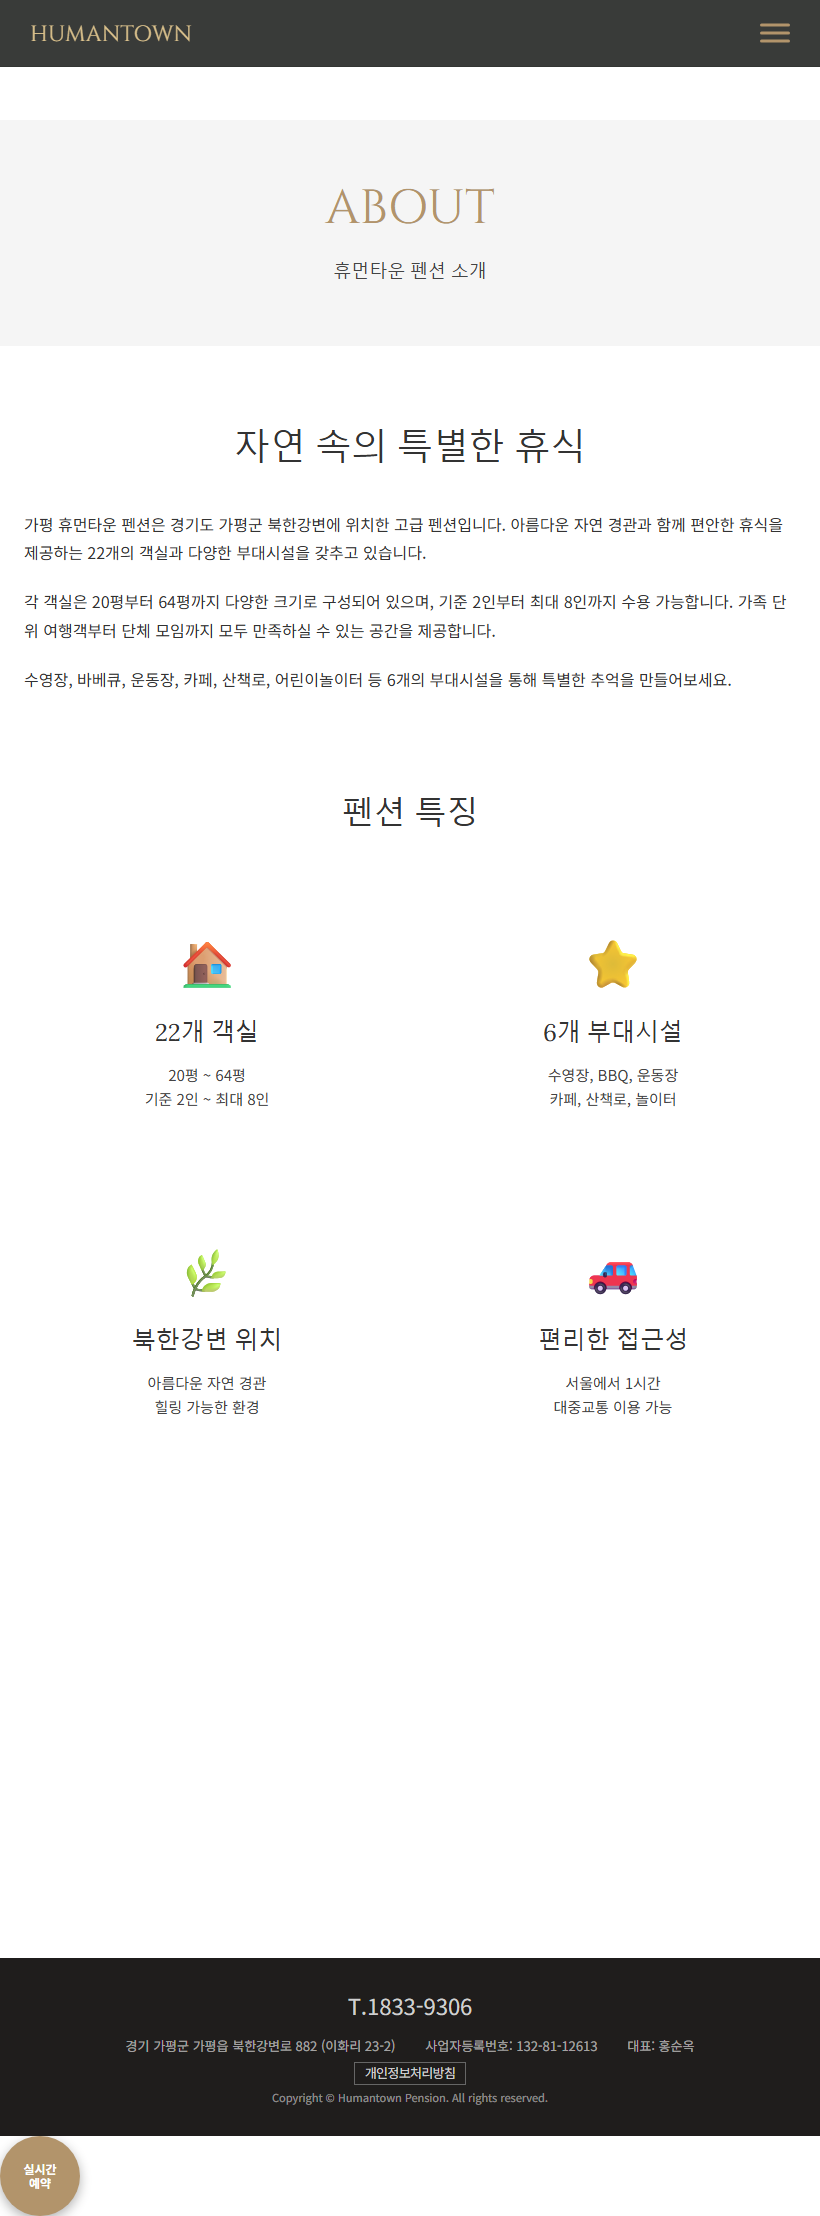 HUMANTOWN
ABOUT
휴먼타운 펜션 소개
자연 속의 특별한 휴식
가평 휴먼타운 펜션은 경기도 가평군 북한강변에 위치한 고급 펜션입니다. 아름다운 자연 경관과 함께 편안한 휴식을
제공하는 22개의 객실과 다양한 부대시설을 갖추고 있습니다.
각 객실은 20평부터 64평까지 다양한 크기로 구성되어 있으며, 기준 2인부터 최대 8인까지 수용 가능합니다. 가족 단
위 여행객부터 단체 모임까지 모두 만족하실 수 있는 공간을 제공합니다.
수영장, 바베큐, 운동장, 카페, 산책로, 어린이놀이터 등 6개의 부대시설을 통해 특별한 추억을 만들어보세요.
펜션 특징
22개 객실
20평 ~ 64평
기준 2인 ~ 최대 8인
6개 부대시설
수영장, BBQ, 운동장
카페, 산책로, 놀이터
북한강변 위치
아름다운 자연 경관
힐링 가능한 환경
편리한 접근성
서울에서 1시간
대중교통 이용 가능
T.1833-9306
경기 가평군 가평읍 북한강변로 882 (이화리 23-2) 사업자등록번호: 132-81-12613 대표: 홍순옥
개인정보처리방침
Copyright © Humantown Pension. All rights reserved.
실시간
예약